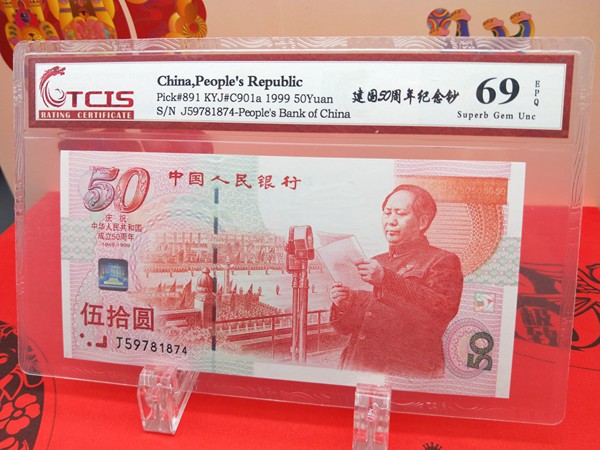 TCIS
RATING CERTIFICATE
China,People's Republic
Pick#891 KYJ#C901a 1999 50Yuan
S/N J59781874-People's Bank of China
建国50周年纪念钞
69
EPQ
Superb Gem Unc
50
中国人民银行
庆祝
中华人民共和国
成立50周年
1949-1999
伍拾圆
J59781874
50